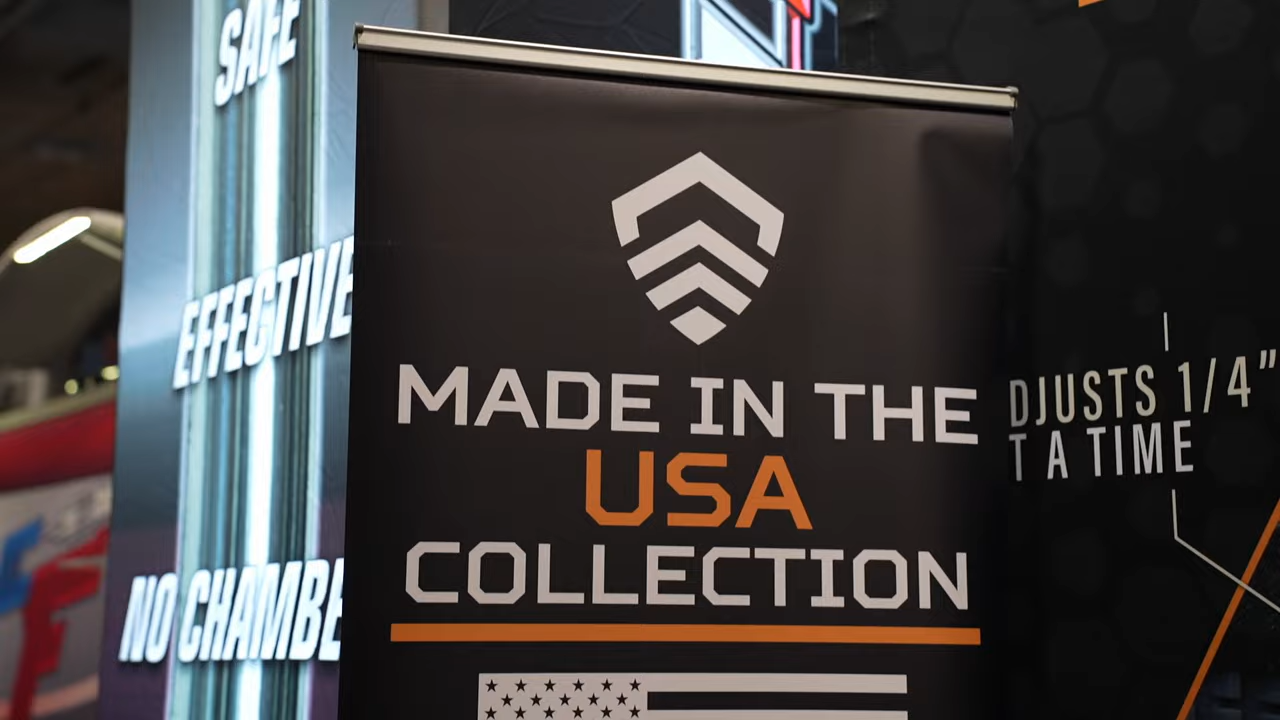 SAFE
EFFECTIVE
NO CHAMBE
MADE IN THE
USA
COLLECTION
DJUSTS 1/4"
T A TIME